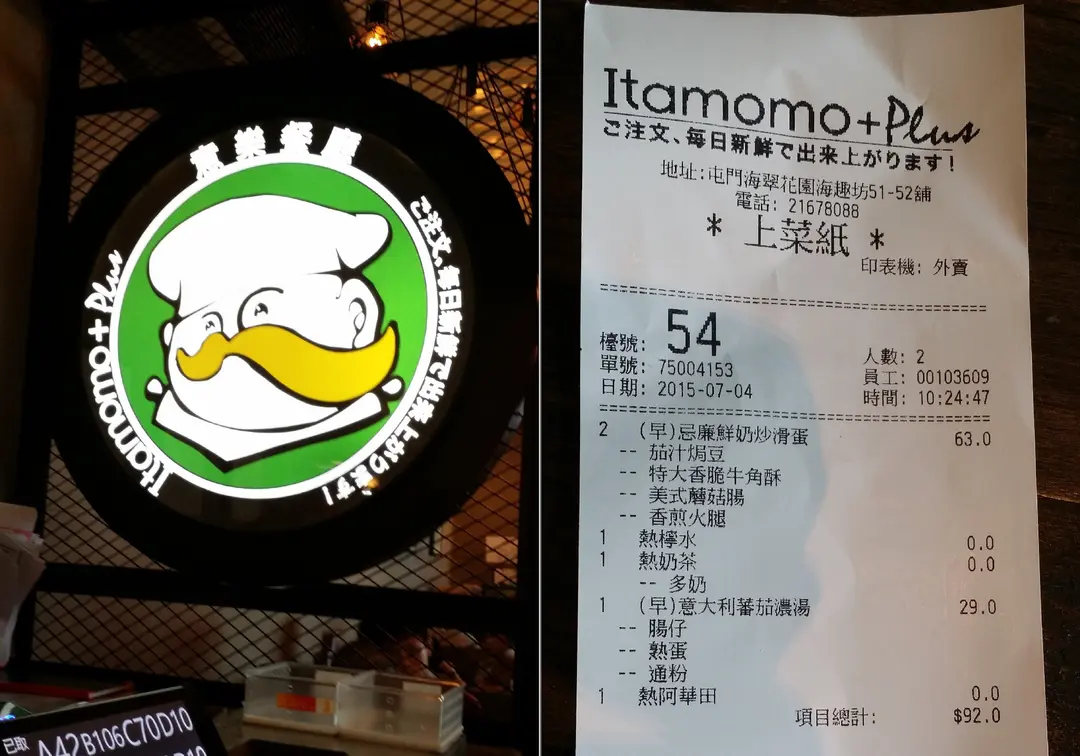 意樂餐廳
Itamomo+Plus
ご注文、毎日新鮮で出来上がります!
已取
A42B106C70D10
Itamomo+Plus
ご注文、毎日新鮮で出来上がります!
地址:屯門海翠花園海趣坊51-52舖
電話: 21678088
* 上菜紙 *
印表機: 外賣
檯號: 54 人數: 2
單號: 75004153 員工: 00103609
日期: 2015-07-04 時間: 10:24:47
2 (早)忌廉鮮奶炒滑蛋 63.0
-- 茄汁焗豆
-- 特大香脆牛角酥
-- 美式蘑菇腸
-- 香煎火腿
1 熱檸水 0.0
1 熱奶茶 0.0
-- 多奶
1 (早)意大利蕃茄濃湯 29.0
-- 腸仔
-- 熟蛋
-- 通粉
1 熱阿華田 0.0
項目總計: $92.0